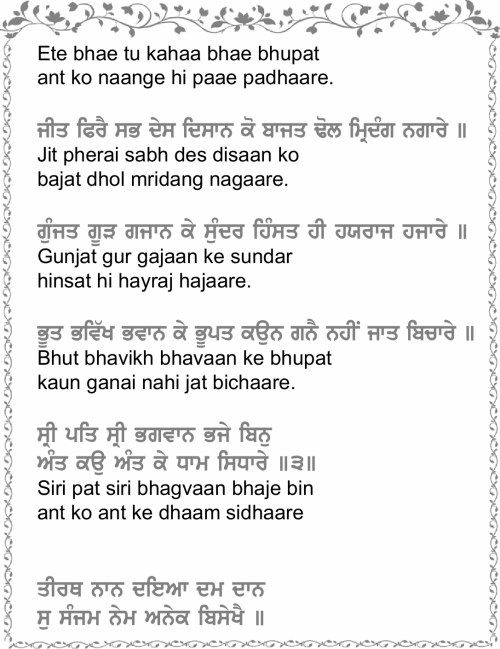 Ete bhae tu kahaa bhae bhupat
ant ko naange hi paae padhaare.
ਜੀਤ ਫਿਰੈ ਸਭ ਦੇਸ ਦਿਸਾਨ ਕੋ ਬਾਜਤ ਢੋਲ ਮ੍ਰਿਦੰਗ ਨਗਾਰੇ ॥
Jit pherai sabh des disaan ko
bajat dhol mridang nagaare.
ਗੁੰਜਤ ਗੂੜ ਗਜਾਨ ਕੇ ਸੁੰਦਰ ਹਿੰਸਤ ਹੀ ਹਯਰਾਜ ਹਜਾਰੇ ॥
Gunjat gur gajaan ke sundar
hinsat hi hayraj hajaare.
ਭੂਤ ਭਵਿੱਖ ਭਵਾਨ ਕੇ ਭੂਪਤ ਕਉਨ ਗਨੈ ਨਹੀਂ ਜਾਤ ਬਿਚਾਰੇ ॥
Bhut bhavikh bhavaan ke bhupat
kaun ganai nahi jat bichaare.
ਸ੍ਰੀ ਪਤਿ ਸ੍ਰੀ ਭਗਵਾਨ ਭਜੇ ਬਿਨੁ
ਅੰਤ ਕਉ ਅੰਤ ਕੇ ਧਾਮ ਸਿਧਾਰੇ ॥੩॥
Siri pat siri bhagvaan bhaje bin
ant ko ant ke dhaam sidhaare
ਤੀਰਥ ਨਾਨ ਦਇਆ ਦਮ ਦਾਨ
ਸੁ ਸੰਜਮ ਨੇਮ ਅਨੇਕ ਬਿਸੇਖੈ ॥